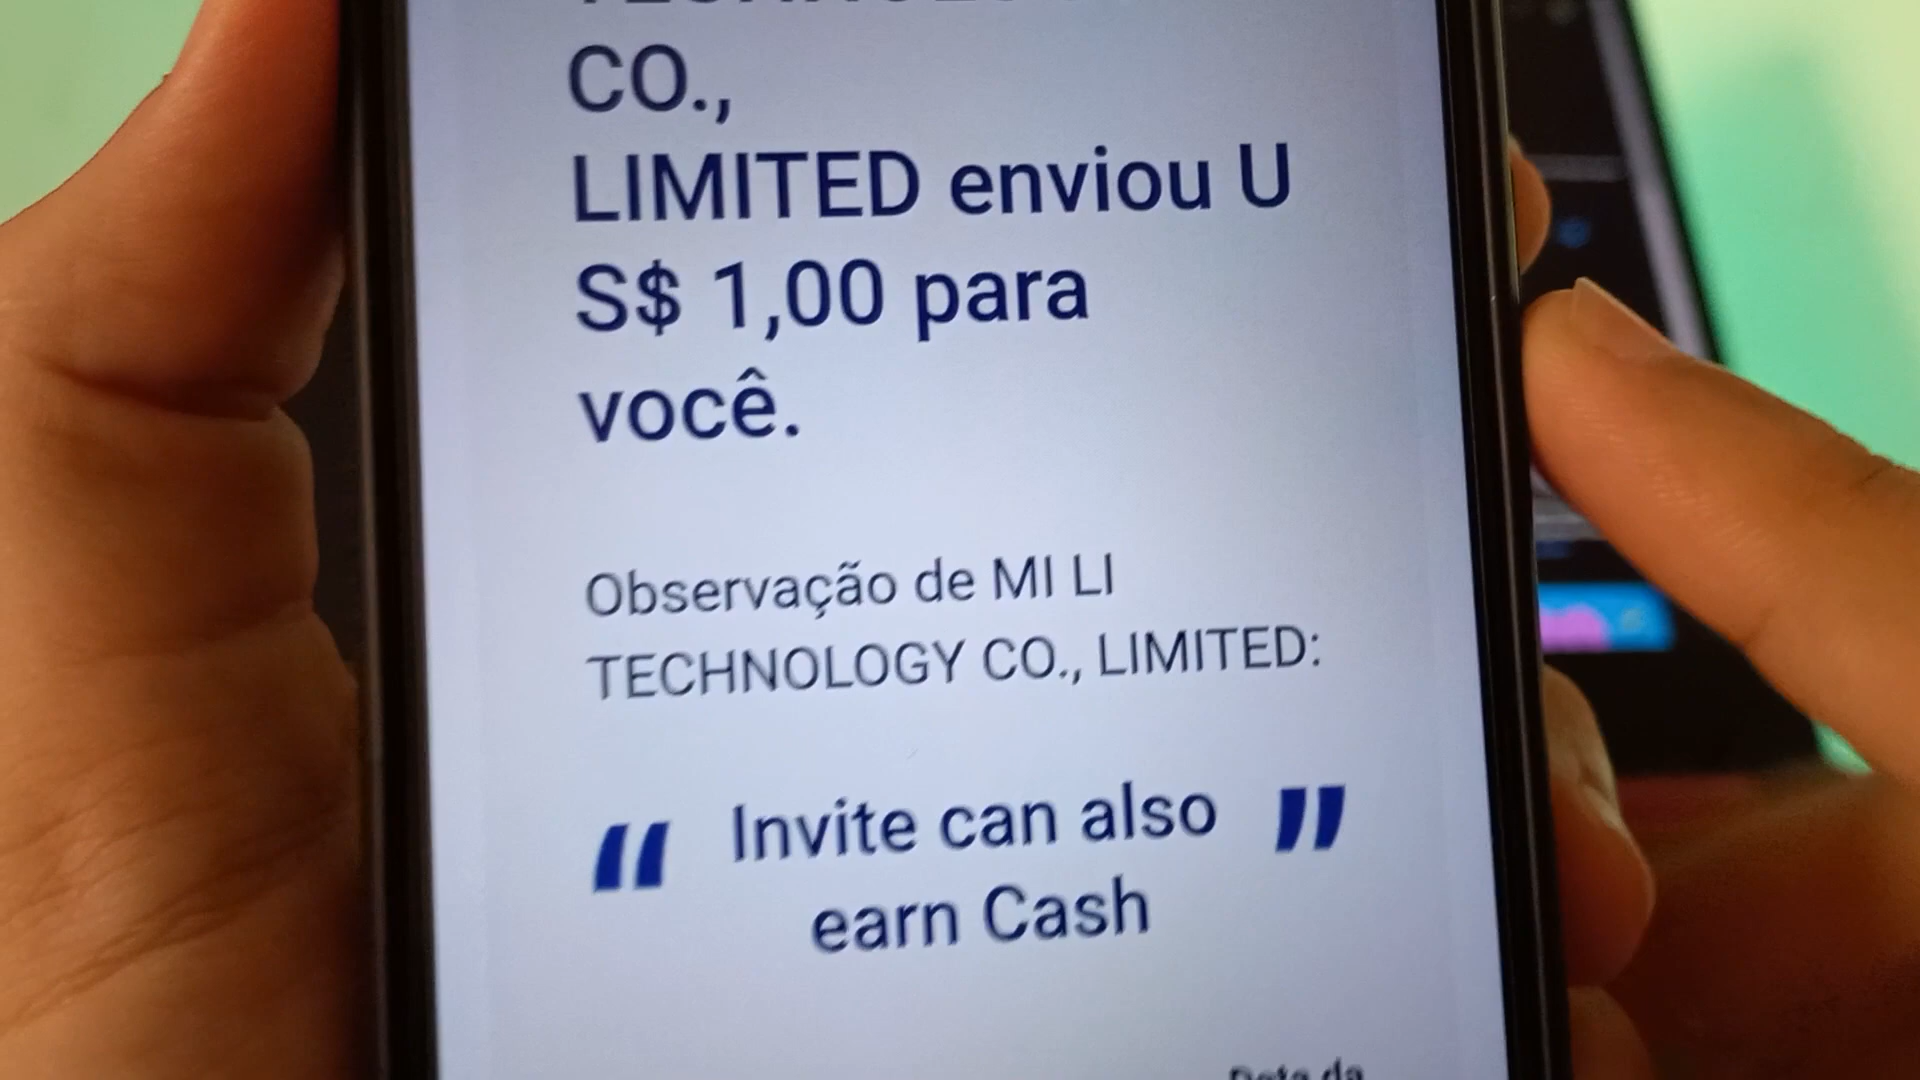 CO.,
LIMITED enviou U
S$ 1,00 para
você.
Observação de MI LI
TECHNOLOGY CO., LIMITED:
“ Invite can also ”
earn Cash